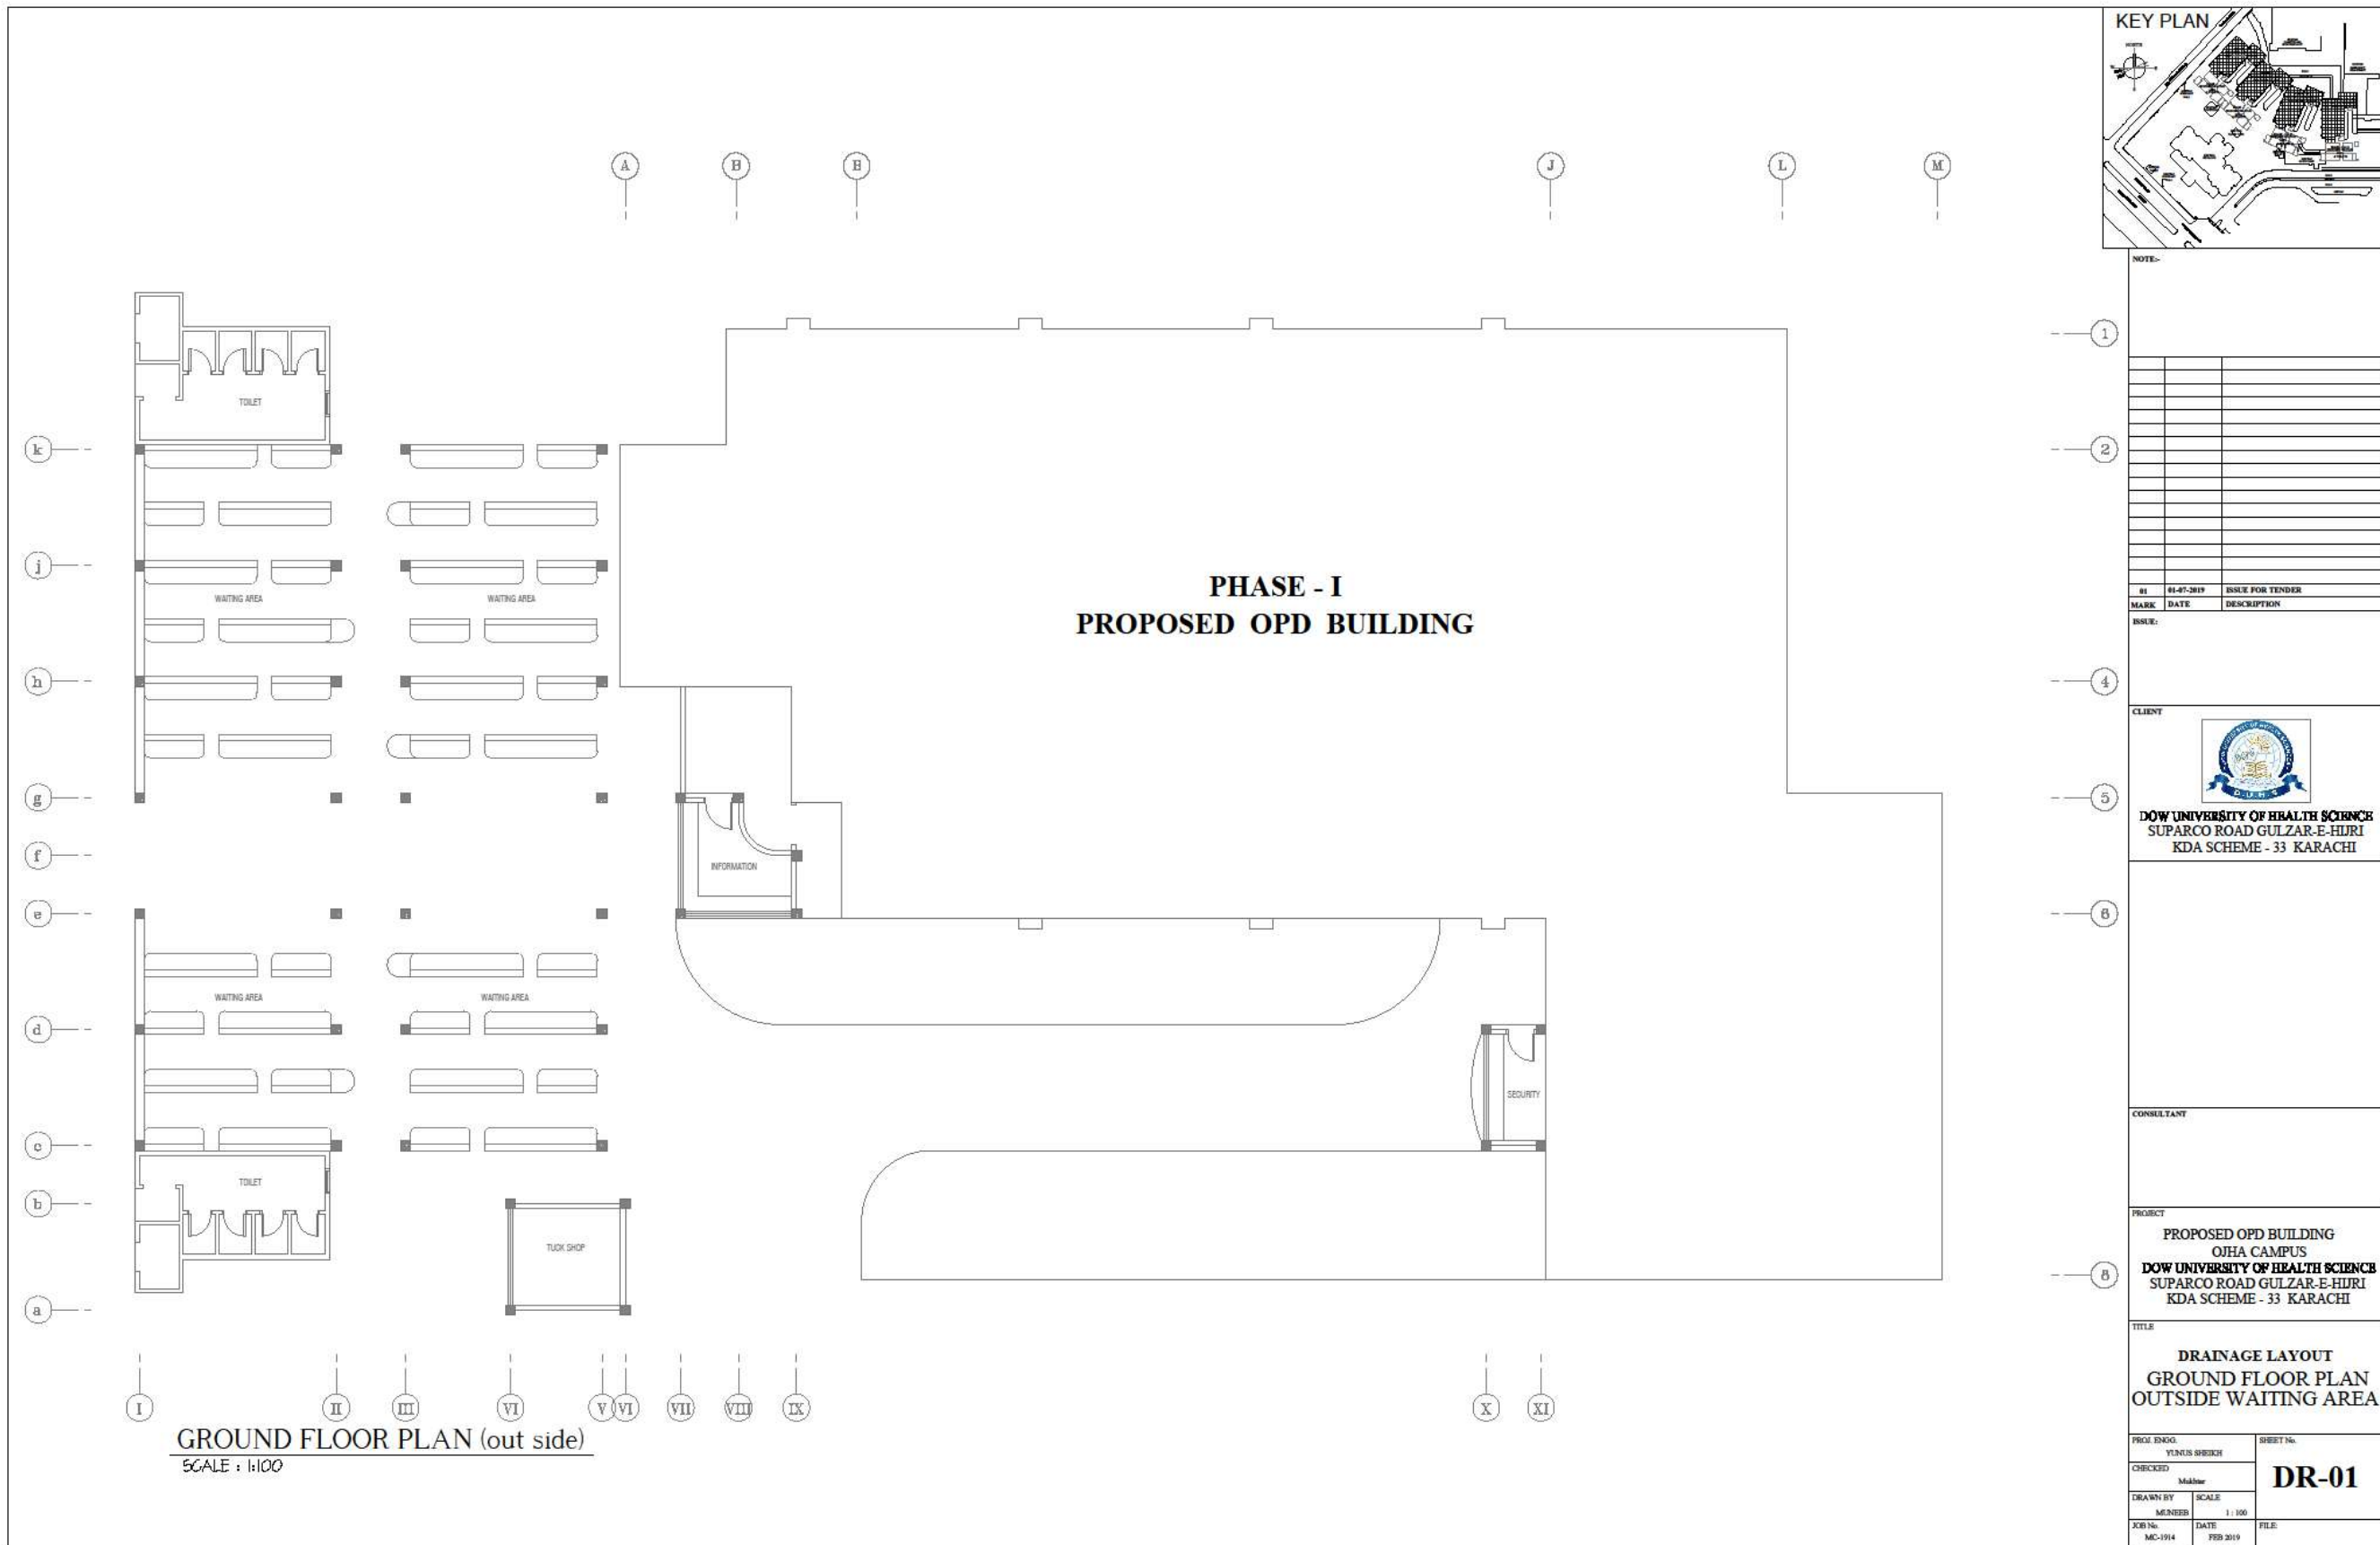 KEY PLAN
NORTH
A
B
E
J
L
M
NOTE:-
1
TOILET
k
2
j
PHASE - I
WAITING AREA
WAITING AREA
01 01-07-2019 ISSUE FOR TENDER
MARK DATE DESCRIPTION
PROPOSED OPD BUILDING
ISSUE:
h
4
CLIENT
g
5
D.U.H.S
DOW UNIVERSITY OF HEALTH SCIENCE
SUPARCO ROAD GULZAR-E-HIJRI
KDA SCHEME - 33 KARACHI
f
INFORMATION
e
6
WAITING AREA
WAITING AREA
d
SECURITY
CONSULTANT
c
TOILET
b
PROJECT
PROPOSED OPD BUILDING
OJHA CAMPUS
DOW UNIVERSITY OF HEALTH SCIENCE
SUPARCO ROAD GULZAR-E-HIJRI
KDA SCHEME - 33 KARACHI
TUCK SHOP
8
a
TITLE
DRAINAGE LAYOUT
GROUND FLOOR PLAN
OUTSIDE WAITING AREA
I
II
III
VI
V
VI
VII
VIII
IX
X
XI
GROUND FLOOR PLAN (out side)
SCALE : 1:100
PROJ. ENGG.
YUNUS SHEIKH
SHEET No.
DR-01
CHECKED
Mukhtar
DRAWN BY
MUNEEB
SCALE
1 : 100
JOB No.
MC-1914
DATE
FEB 2019
FILE: